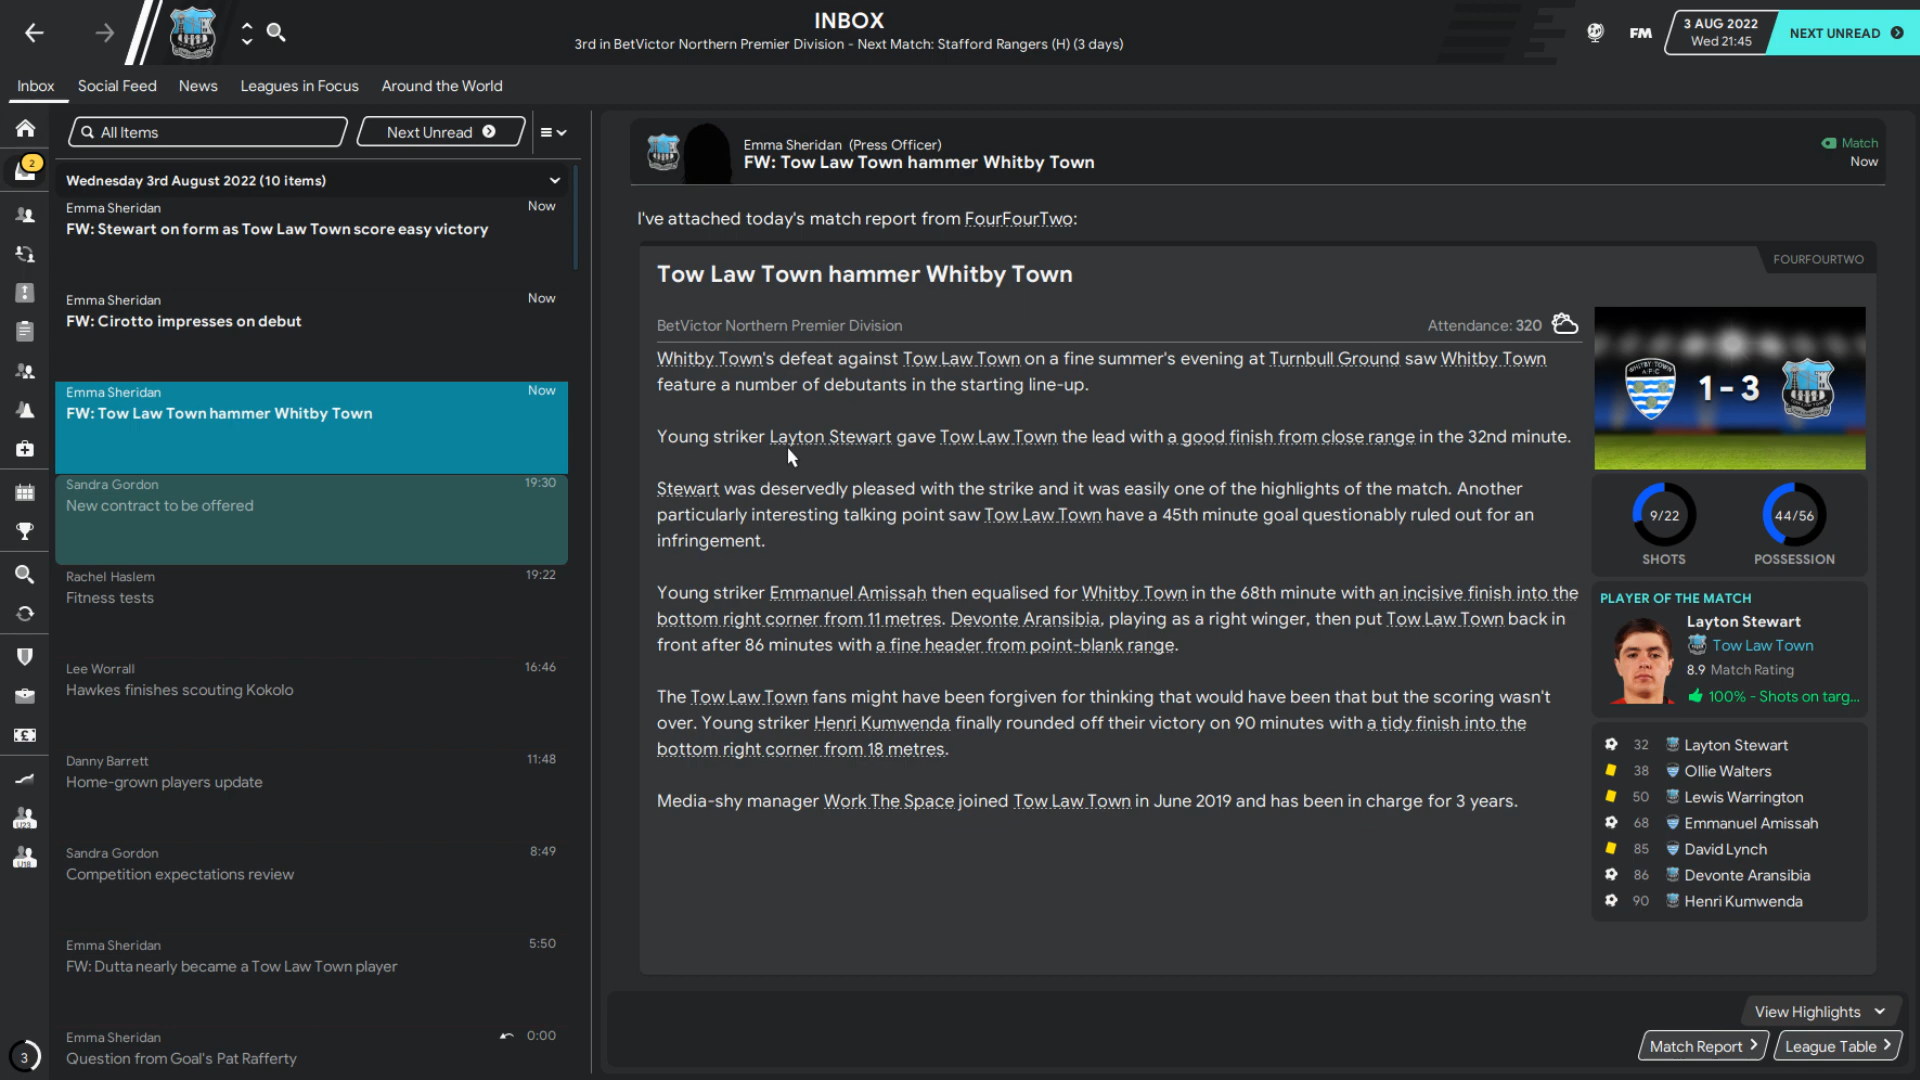 INBOX
3rd in BetVictor Northern Premier Division - Next Match: Stafford Rangers (H) (3 days)
FM
3 AUG 2022
Wed 21:45
NEXT UNREAD
Inbox
Social Feed
News
Leagues in Focus
Around the World
All Items
Next Unread
2
Wednesday 3rd August 2022 (10 items)
Emma Sheridan
Now
FW: Stewart on form as Tow Law Town score easy victory
Emma Sheridan
Now
FW: Cirotto impresses on debut
Emma Sheridan
Now
FW: Tow Law Town hammer Whitby Town
Sandra Gordon
19:30
New contract to be offered
Rachel Haslem
19:22
Fitness tests
Lee Worrall
16:46
Hawkes finishes scouting Kokolo
Danny Barrett
11:48
Home-grown players update
Sandra Gordon
8:49
Competition expectations review
Emma Sheridan
5:50
FW: Dutta nearly became a Tow Law Town player
Emma Sheridan
0:00
Question from Goal's Pat Rafferty
U23
U18
3
Emma Sheridan (Press Officer)
FW: Tow Law Town hammer Whitby Town
Match
Now
I've attached today's match report from FourFourTwo:
FOURFOURTWO
Tow Law Town hammer Whitby Town
BetVictor Northern Premier Division
Attendance: 320
Whitby Town's defeat against Tow Law Town on a fine summer's evening at Turnbull Ground saw Whitby Town
feature a number of debutants in the starting line-up.
Young striker Layton Stewart gave Tow Law Town the lead with a good finish from close range in the 32nd minute.
Stewart was deservedly pleased with the strike and it was easily one of the highlights of the match. Another
particularly interesting talking point saw Tow Law Town have a 45th minute goal questionably ruled out for an
infringement.
Young striker Emmanuel Amissah then equalised for Whitby Town in the 68th minute with an incisive finish into the
bottom right corner from 11 metres. Devonte Aransibia, playing as a right winger, then put Tow Law Town back in
front after 86 minutes with a fine header from point-blank range.
The Tow Law Town fans might have been forgiven for thinking that would have been that but the scoring wasn't
over. Young striker Henri Kumwenda finally rounded off their victory on 90 minutes with a tidy finish into the
bottom right corner from 18 metres.
Media-shy manager Work The Space joined Tow Law Town in June 2019 and has been in charge for 3 years.
WHITBY TOWN
A.F.C
1 - 3
9/22
SHOTS
44/56
POSSESSION
PLAYER OF THE MATCH
Layton Stewart
Tow Law Town
8.9 Match Rating
100% - Shots on targ...
32 Layton Stewart
38 Ollie Walters
50 Lewis Warrington
68 Emmanuel Amissah
85 David Lynch
86 Devonte Aransibia
90 Henri Kumwenda
View Highlights
Match Report
League Table